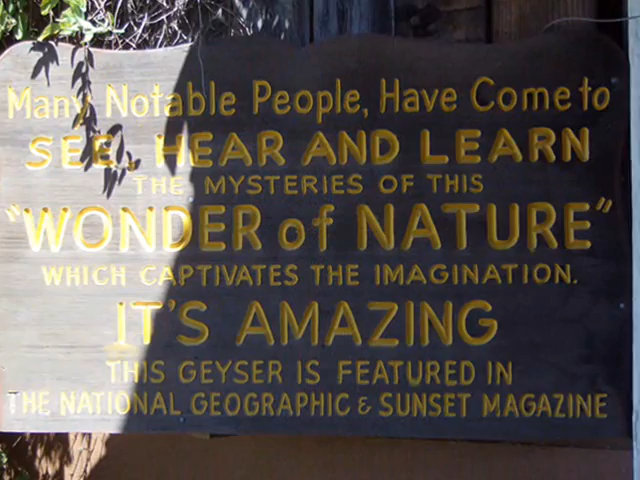 Many Notable People, Have Come to
SEE, HEAR AND LEARN
THE MYSTERIES OF THIS
"WONDER of NATURE"
WHICH CAPTIVATES THE IMAGINATION.
IT'S AMAZING
THIS GEYSER IS FEATURED IN
THE NATIONAL GEOGRAPHIC & SUNSET MAGAZINE